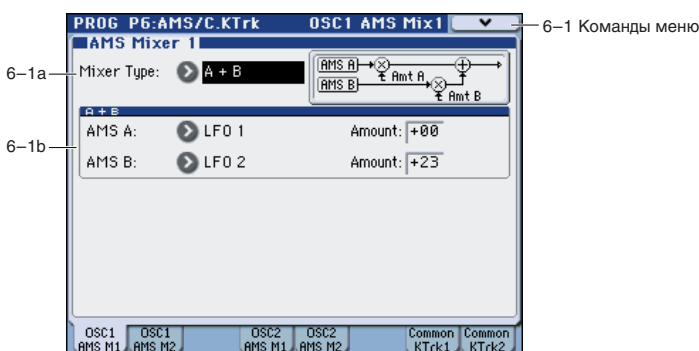 PROG P6:AMS/C.KTrk OSC1 AMS Mix1
6–1 Команды меню
AMS Mixer 1
6–1a
Mixer Type: A + B
AMS A
Amt A
AMS B
Amt B
A + B
6–1b
AMS A: LFO 1 Amount: +00
AMS B: LFO 2 Amount: +23
OSC1 AMS M1
OSC1 AMS M2
OSC2 AMS M1
OSC2 AMS M2
Common KTrk1
Common KTrk2